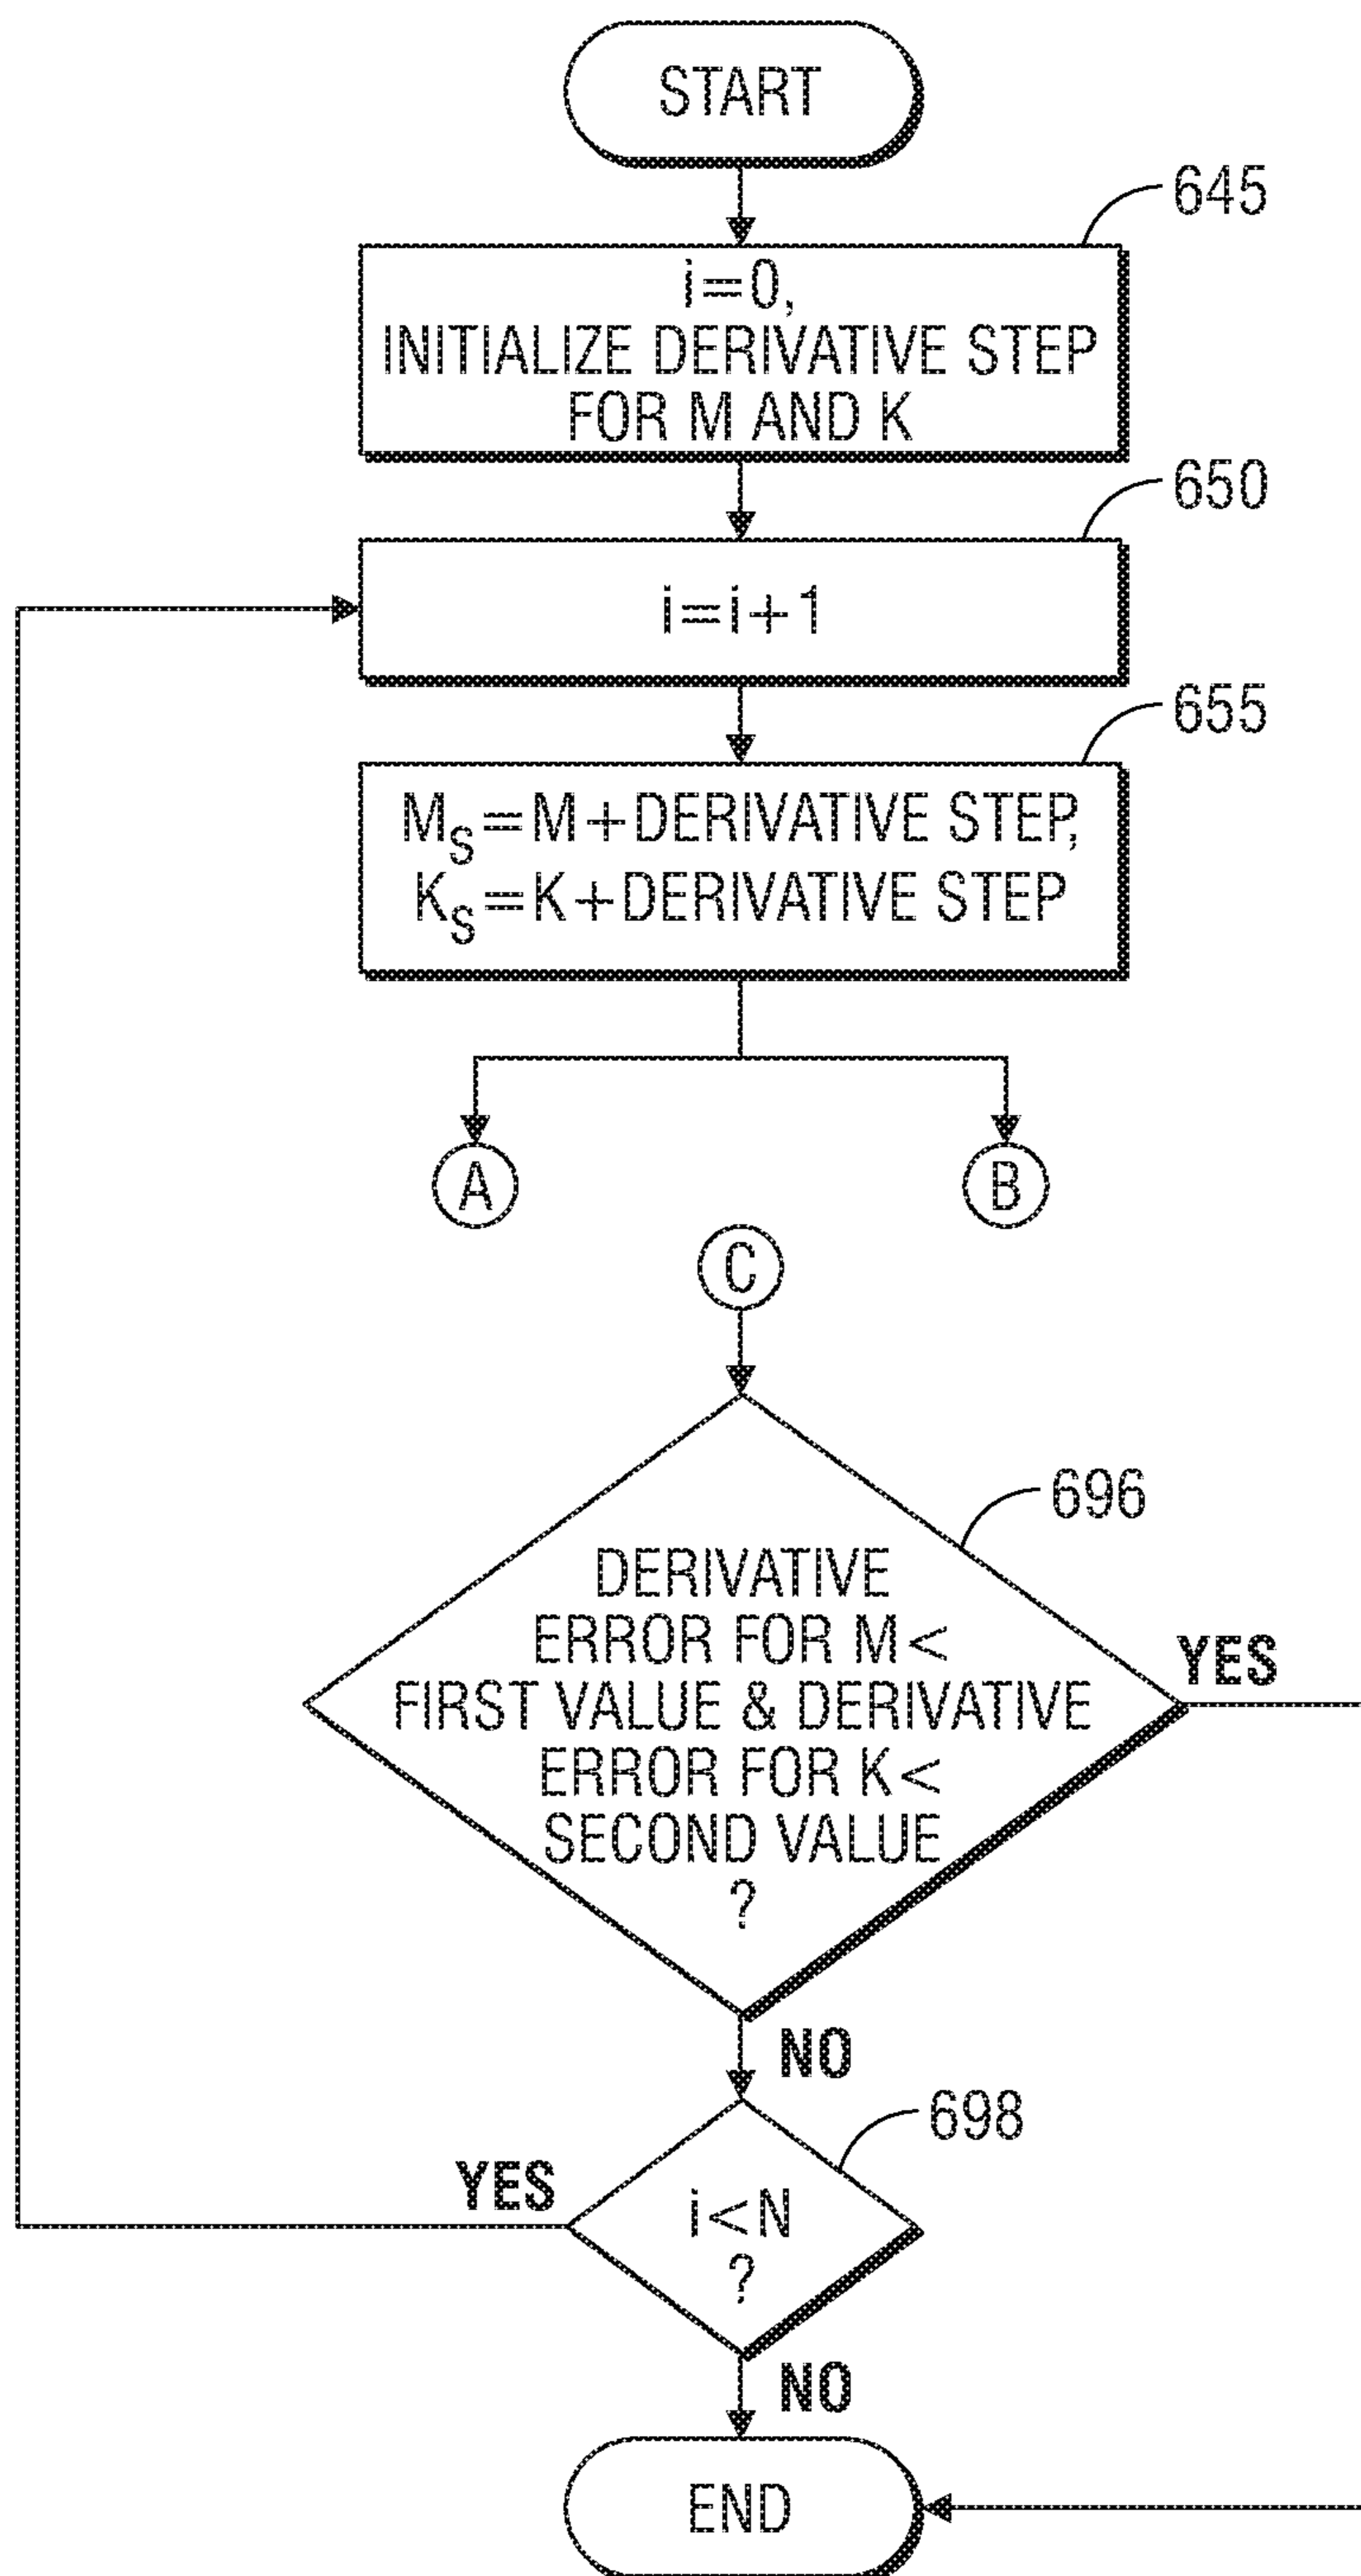 START
645
i=0,
INITIALIZE DERIVATIVE STEP
FOR M AND K
650
i=i+1
655
M_S=M+DERIVATIVE STEP,
K_S=K+DERIVATIVE STEP
A
B
C
696
DERIVATIVE
ERROR FOR M<
FIRST VALUE & DERIVATIVE
ERROR FOR K<
SECOND VALUE
?
YES
NO
698
YES
i<N
?
NO
END